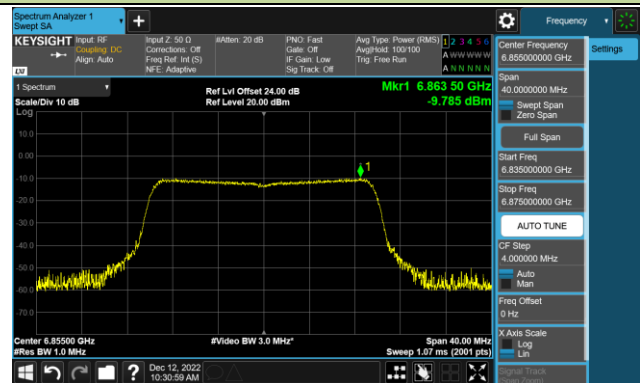 Spectrum Analyzer 1
Swept SA
Frequency
KEYSIGHT
Input: RF
Coupling: DC
Align: Auto
Input Z: 50 Ω
Corrections: Off
Freq Ref: Int (S)
NFE: Adaptive
#Atten: 20 dB
PNO: Fast
Gate: Off
IF Gain: Low
Sig Track: Off
Avg Type: Power (RMS)
Avg|Hold: 100/100
Trig: Free Run
1 2 3 4 5 6
A W W W W W
A N N N N N
LXI
1 Spectrum
Scale/Div 10 dB
Log
Ref Lvl Offset 24.00 dB
Ref Level 20.00 dBm
Mkr1 6.863 50 GHz
-9.785 dBm
10.0
0.00
-10.0
-20.0
-30.0
-40.0
-50.0
-60.0
-70.0
1
Center 6.85500 GHz
#Res BW 1.0 MHz
#Video BW 3.0 MHz*
Span 40.00 MHz
Sweep 1.07 ms (2001 pts)
Dec 12, 2022
10:30:59 AM
Center Frequency
6.855000000 GHz
Settings
Span
40.0000000 MHz
Swept Span
Zero Span
Full Span
Start Freq
6.835000000 GHz
Stop Freq
6.875000000 GHz
AUTO TUNE
CF Step
4.000000 MHz
Auto
Man
Freq Offset
0 Hz
X Axis Scale
Log
Lin
Signal Track